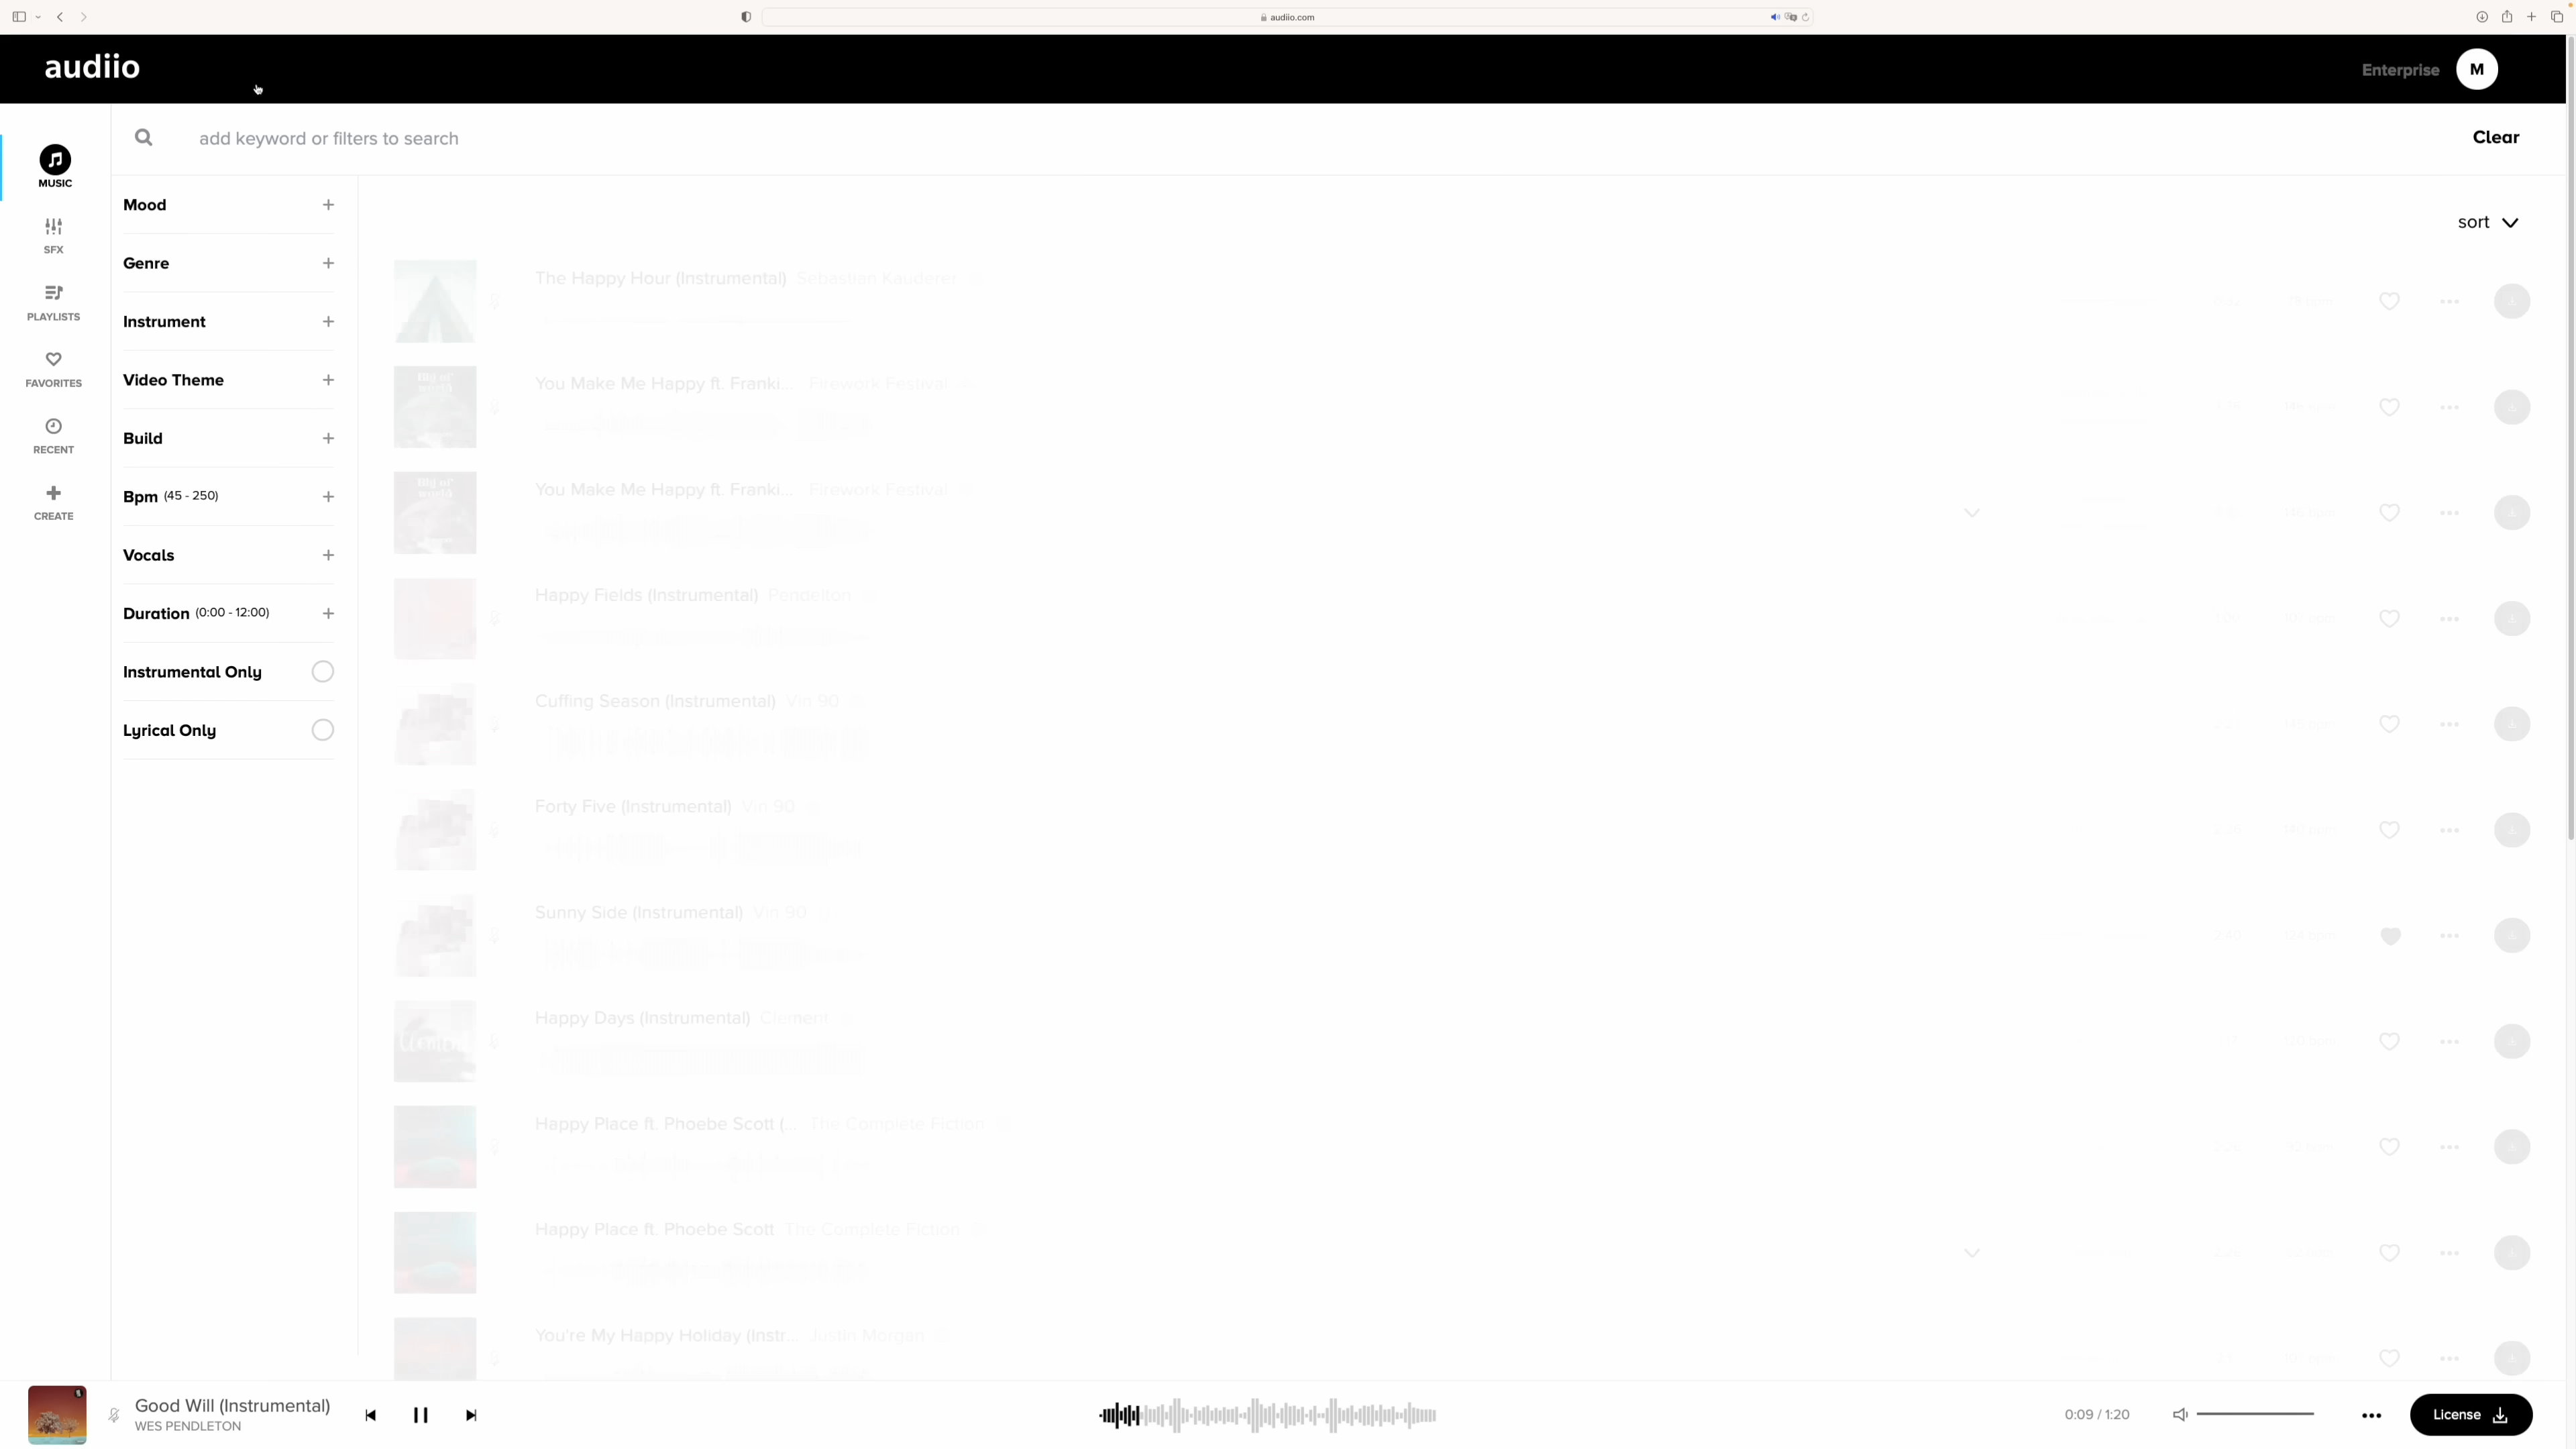 audiio.com
audiio
Enterprise
M
add keyword or filters to search
Clear
MUSIC
SFX
PLAYLISTS
FAVORITES
RECENT
CREATE
Mood
Genre
Instrument
Video Theme
Build
Bpm (45 - 250)
Vocals
Duration (0:00 - 12:00)
Instrumental Only
Lyrical Only
sort
The Happy Hour (Instrumental) Sebastian Kauderer
You Make Me Happy ft. Franki... Firework Festival
You Make Me Happy ft. Franki... Firework Festival
Happy Fields (Instrumental) Pendelton
Cuffing Season (Instrumental) Vin 90
Forty Five (Instrumental) Vin 90
Sunny Side (Instrumental) Vin 90
Happy Days (Instrumental) Clement
Happy Place ft. Phoebe Scott (... The Complete Fiction
Happy Place ft. Phoebe Scott The Complete Fiction
You're My Happy Holiday (Instr... Justin Morgan
Good Will (Instrumental)
WES PENDLETON
0:09 / 1:20
License